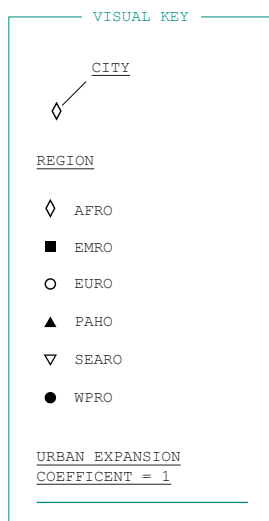 VISUAL KEY
CITY
REGION
AFRO
EMRO
EURO
PAHO
SEARO
WPRO
URBAN EXPANSION
COEFFICENT = 1